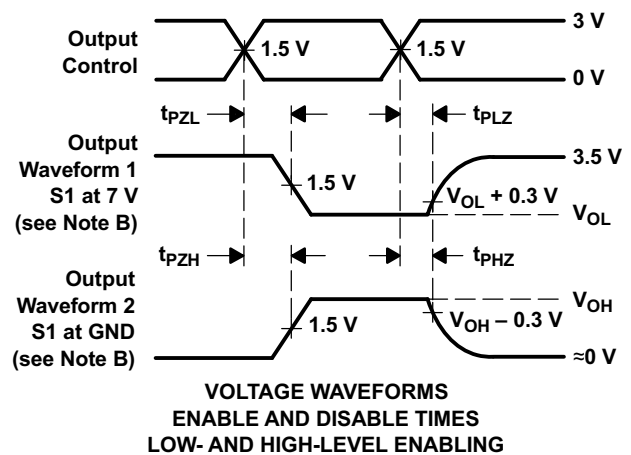 Output
Control
1.5 V
1.5 V
3 V
0 V
tPZL
tPLZ
Output
Waveform 1
S1 at 7 V
(see Note B)
1.5 V
VOL + 0.3 V
3.5 V
VOL
tPZH
tPHZ
Output
Waveform 2
S1 at GND
(see Note B)
1.5 V
VOH – 0.3 V
VOH
≈0 V
VOLTAGE WAVEFORMS
ENABLE AND DISABLE TIMES
LOW- AND HIGH-LEVEL ENABLING